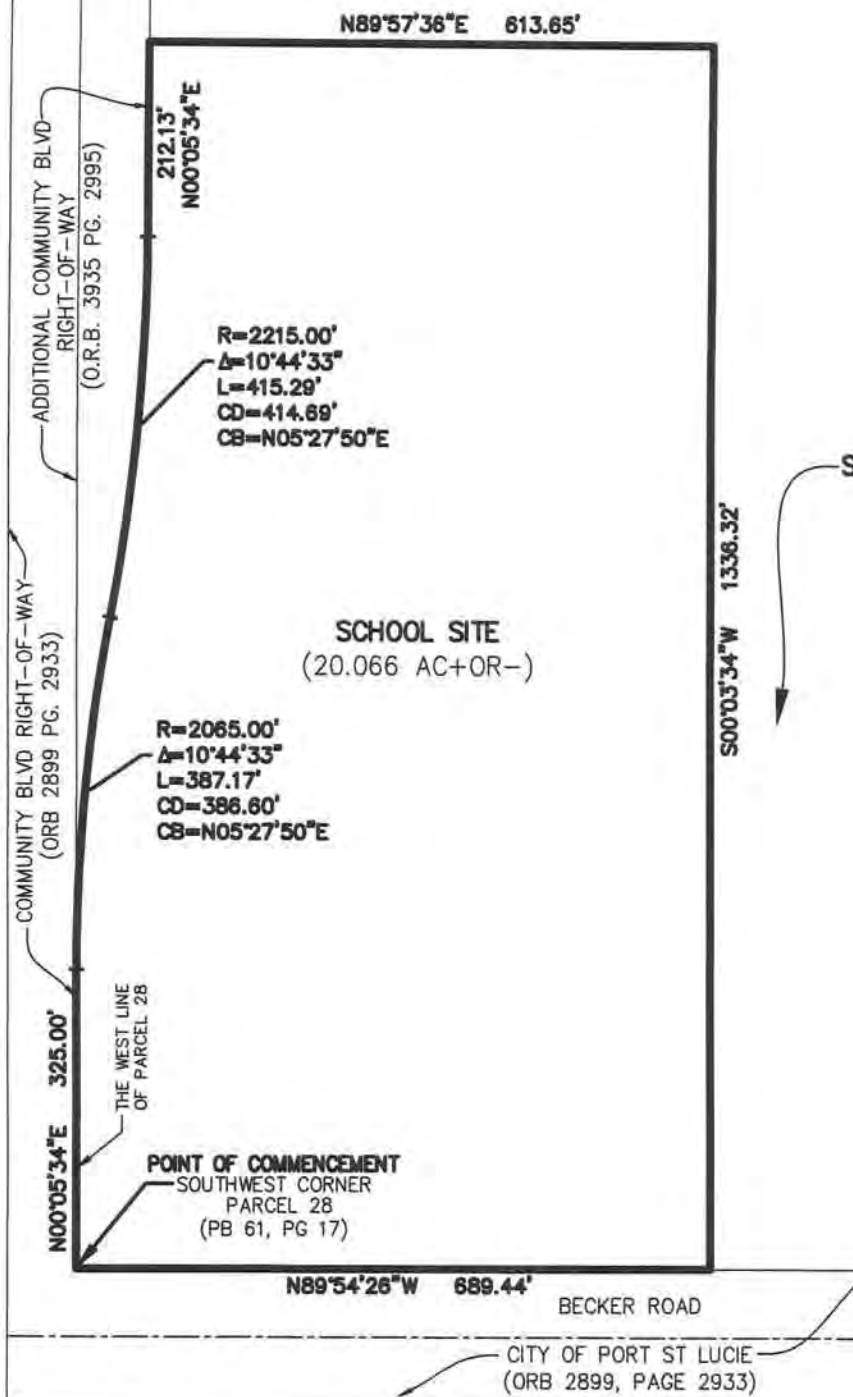 N89°57'36"E 613.65'
212.13'
N00°05'34"E
ADDITIONAL COMMUNITY BLVD
RIGHT-OF-WAY
(O.R.B. 3935 PG. 2995)
R=2215.00'
Δ=10°44'33"
L=415.29'
CD=414.69'
CB=N05°27'50"E
S
S00°03'34"W 1336.32'
SCHOOL SITE
(20.066 AC+OR-)
COMMUNITY BLVD RIGHT-OF-WAY
(ORB 2899 PG. 2933)
R=2065.00'
Δ=10°44'33"
L=387.17'
CD=386.60'
CB=N05°27'50"E
N00°05'34"E 325.00'
THE WEST LINE
OF PARCEL 28
POINT OF COMMENCEMENT
SOUTHWEST CORNER
PARCEL 28
(PB 61, PG 17)
N89°54'26"W 689.44'
BECKER ROAD
CITY OF PORT ST LUCIE
(ORB 2899, PAGE 2933)